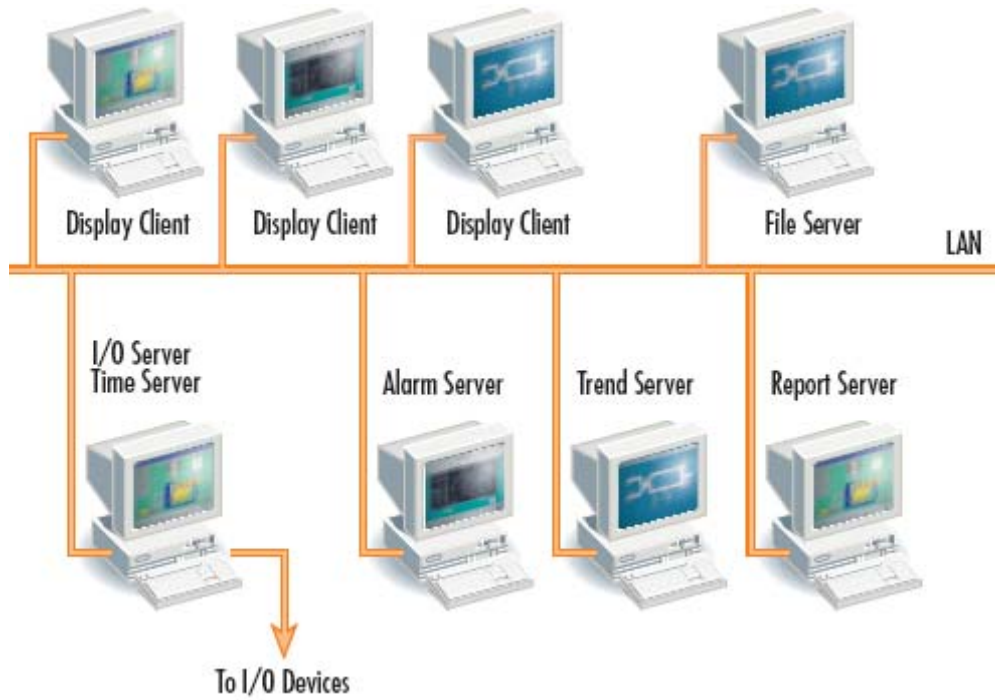 Display Client
Display Client
Display Client
File Server
LAN
I/O Server
Time Server
Alarm Server
Trend Server
Report Server
To I/O Devices